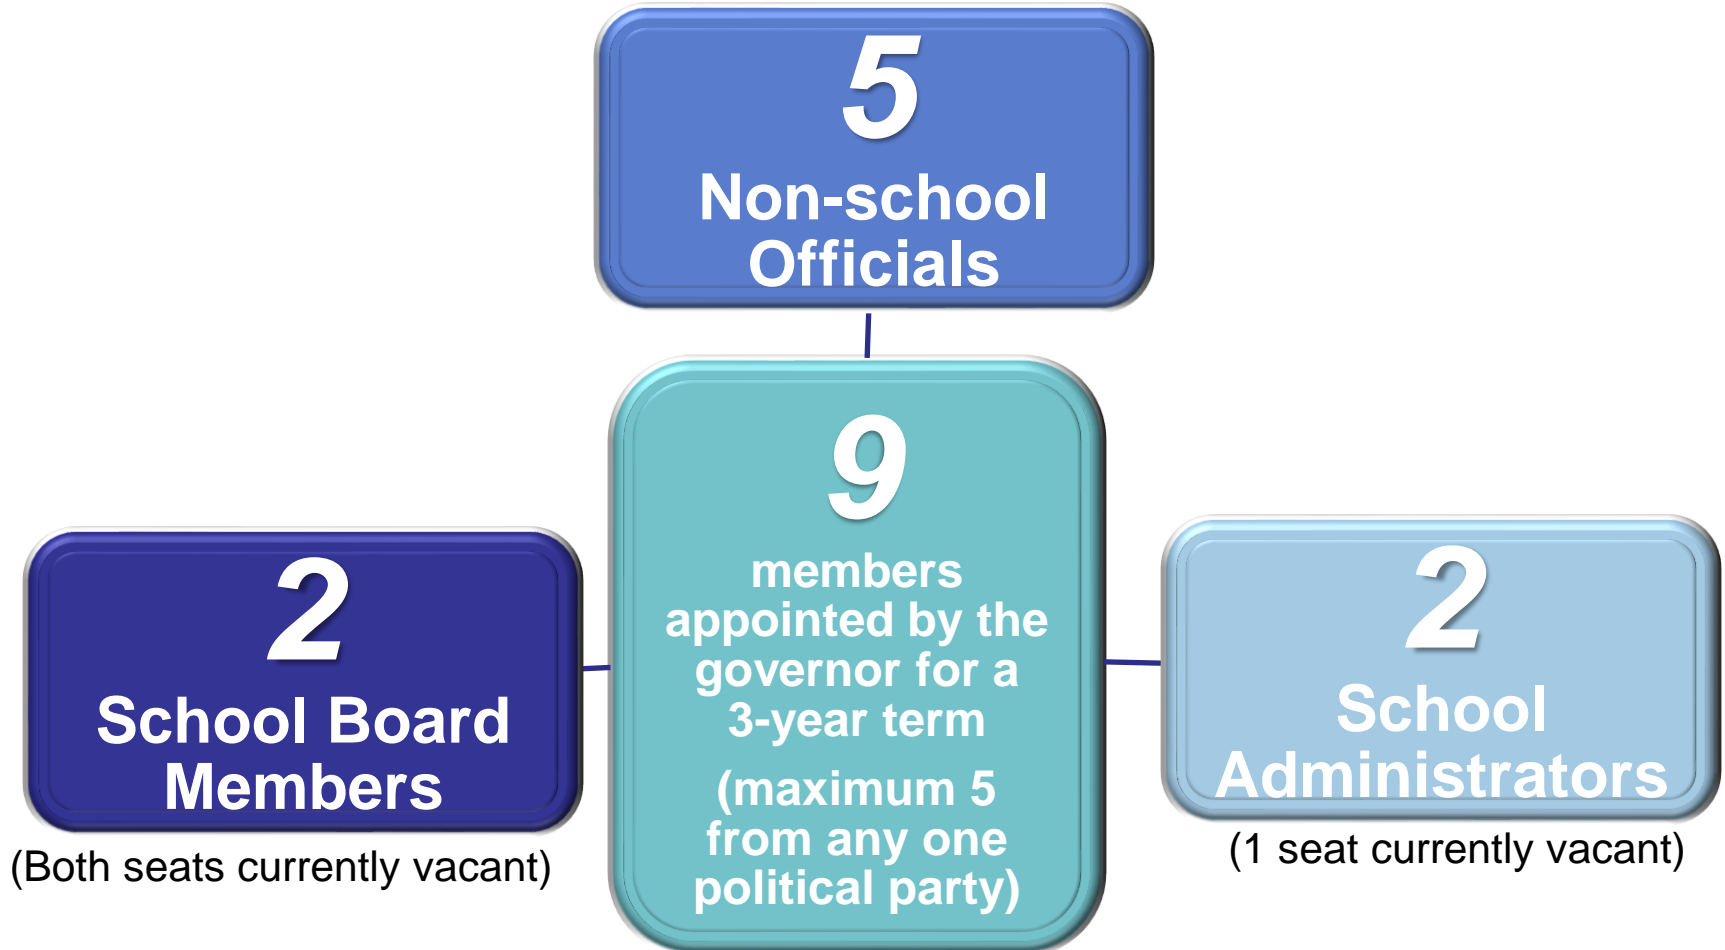 5
Non-school
Officials
9
members
appointed by the
governor for a
3-year term
(maximum 5
from any one
political party)
2
School Board
Members
(Both seats currently vacant)
2
School
Administrators
(1 seat currently vacant)